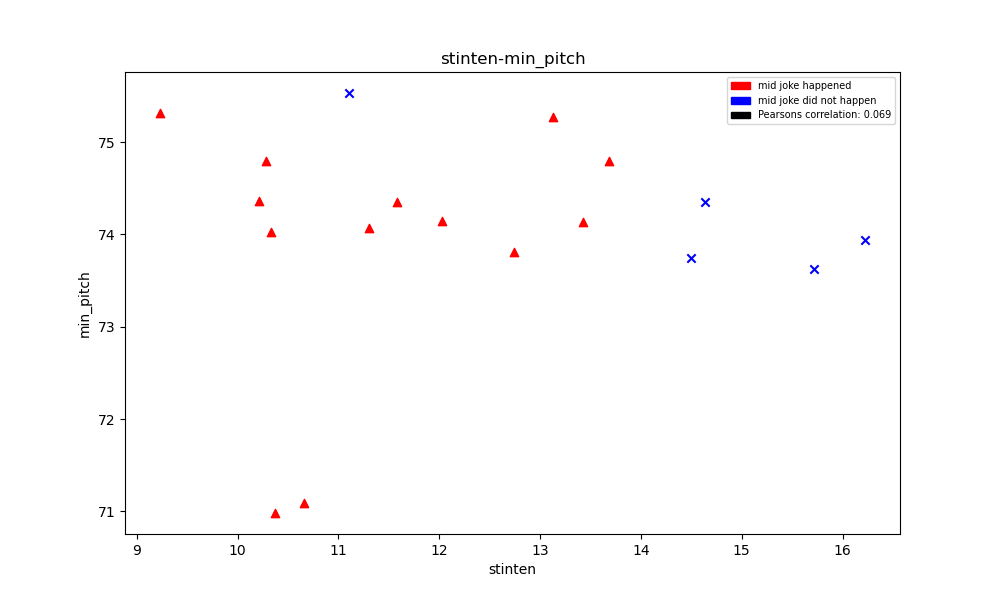 stinten-min_pitch
mid joke happened
mid joke did not happen
Pearsons correlation: 0.069
75
74
73
72
71
min_pitch
9 10 11 12 13 14 15 16
stinten